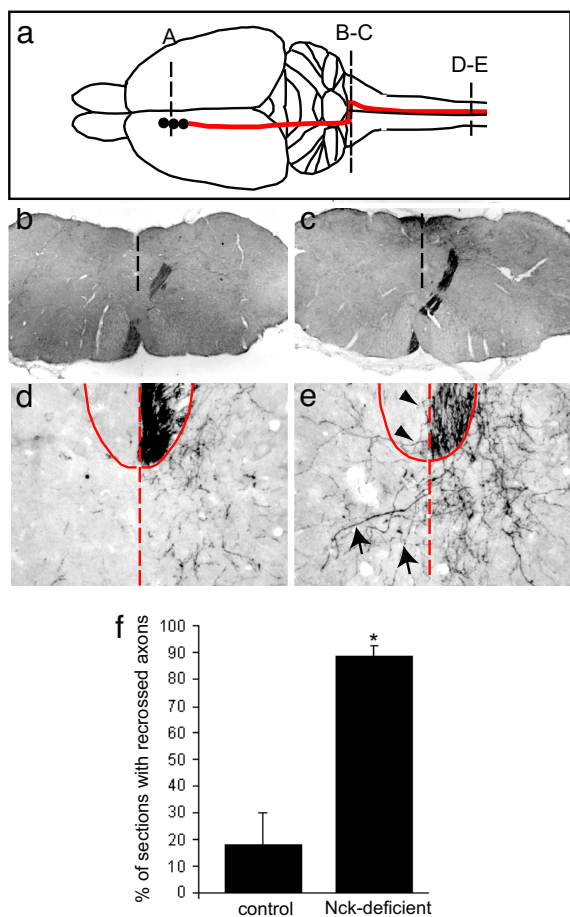 a
A
B-C
D-E
b
c
d
e
f
% of sections with recrossed axons
100
90
80
70
60
50
40
30
20
10
0
*
control
Nck-deficient